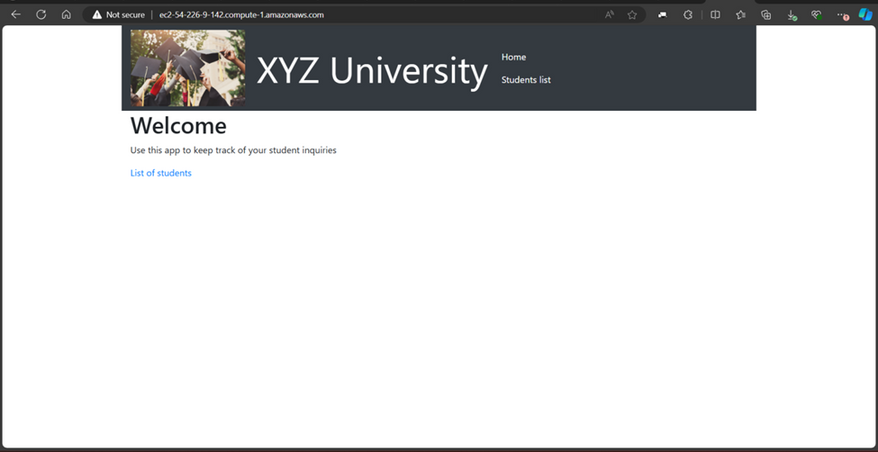 Not secure | ec2-54-226-9-142.compute-1.amazonaws.com
XYZ University
Home
Students list
Welcome
Use this app to keep track of your student inquiries
List of students